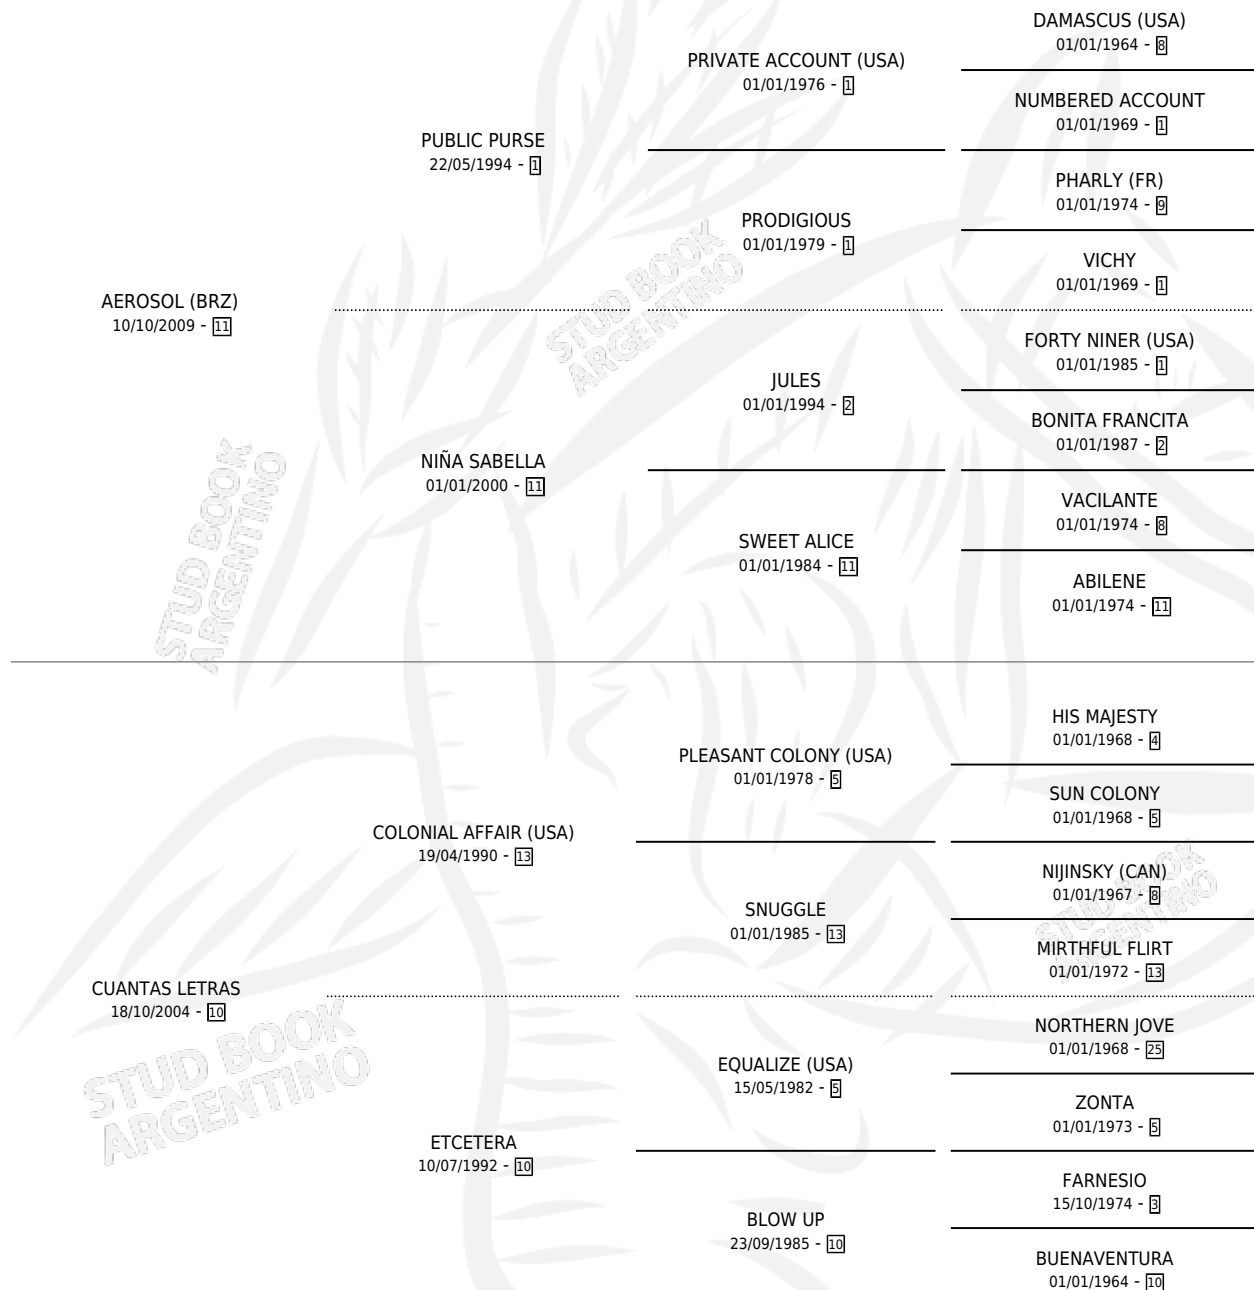 DAMASCUS (USA)
01/01/1964 - 8
PRIVATE ACCOUNT (USA)
01/01/1976 - 1
NUMBERED ACCOUNT
01/01/1969 - 1
PUBLIC PURSE
22/05/1994 - 1
PHARLY (FR)
01/01/1974 - 9
PRODIGIOUS
01/01/1979 - 1
VICHY
01/01/1969 - 1
AEROSOL (BRZ)
10/10/2009 - 11
FORTY NINER (USA)
01/01/1985 - 1
JULES
01/01/1994 - 2
BONITA FRANCITA
01/01/1987 - 2
NIÑA SABELLA
01/01/2000 - 11
VACILANTE
01/01/1974 - 8
SWEET ALICE
01/01/1984 - 11
ABILENE
01/01/1974 - 11
HIS MAJESTY
01/01/1968 - 4
PLEASANT COLONY (USA)
01/01/1978 - 5
SUN COLONY
01/01/1968 - 5
COLONIAL AFFAIR (USA)
19/04/1990 - 13
NIJINSKY (CAN)
01/01/1967 - 8
SNUGGLE
01/01/1985 - 13
MIRTHFUL FLIRT
01/01/1972 - 13
CUANTAS LETRAS
18/10/2004 - 10
NORTHERN JOVE
01/01/1968 - 25
EQUALIZE (USA)
15/05/1982 - 5
ZONTA
01/01/1973 - 5
ETCETERA
10/07/1992 - 10
FARNESIO
15/10/1974 - 3
BLOW UP
23/09/1985 - 10
BUENAVENTURA
01/01/1964 - 10
STUD BOOK
ARGENTINO
STUD BOOK
ARGENTINO
STUD BOOK
ARGENTINO
STUD BOOK
ARGENTINO